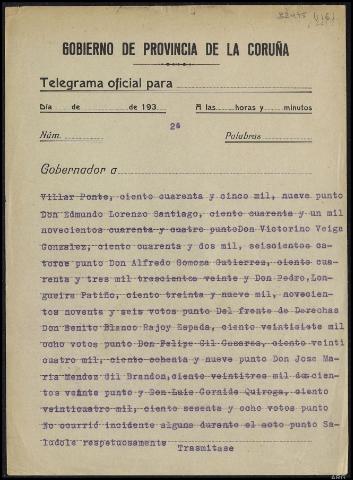 GOBIERNO DE PROVINCIA DE LA CORUÑA
Telegrama oficial para
Día de de 193 A las horas y minutos
2ª
Núm. Palabras
Gobernador a
Villar Ponte, ciento cuarenta y cinco mil, nueve punto
Don Edmundo Lorenzo Santiago, ciento cuarenta y un mil
novecientos cuarenta y cuatro puntoDon Victorino Veiga
Gonzalez, ciento cuarenta y dos mil, seiscientos ca-
torce punto Don Alfredo Somoza Gutierres, ciento cua-
renta y tres mil trescientos veinte y Don Pedro, Lon-
gueira Patiño, ciento treinta y nueve mil, novecien-
tos noventa y seis votos punto Del frente de Derechas
Don Benito Blanco Rajoy Espada, ciento veintisiete mil
ocho votos punto Don Felipe Gil Casares, ciento veinti
cuatro mil, ciento ochenta y nueve punto Don Jose Ma-
ria Mendez Gil Brandon,ciento veintitres mil doscien-
tos veinte punto y Don Luis Cornide Quiroga, ciento
veinticuatro mil, ciento sesenta y ocho votos punto
No ocurrió incidente alguno durante el acto punto Sa-
ludole respetuosamente
Trasmitase